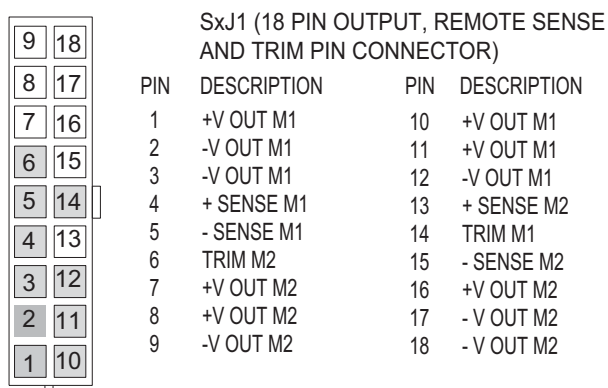 SxJ1 (18 PIN OUTPUT, REMOTE SENSE
AND TRIM PIN CONNECTOR)
9 18
8 17
7 16
6 15
5 14
4 13
3 12
2 11
1 10
PIN DESCRIPTION PIN DESCRIPTION
1 +V OUT M1 10 +V OUT M1
2 -V OUT M1 11 +V OUT M1
3 -V OUT M1 12 -V OUT M1
4 + SENSE M1 13 + SENSE M2
5 - SENSE M1 14 TRIM M1
6 TRIM M2 15 - SENSE M2
7 +V OUT M2 16 +V OUT M2
8 +V OUT M2 17 - V OUT M2
9 -V OUT M2 18 - V OUT M2